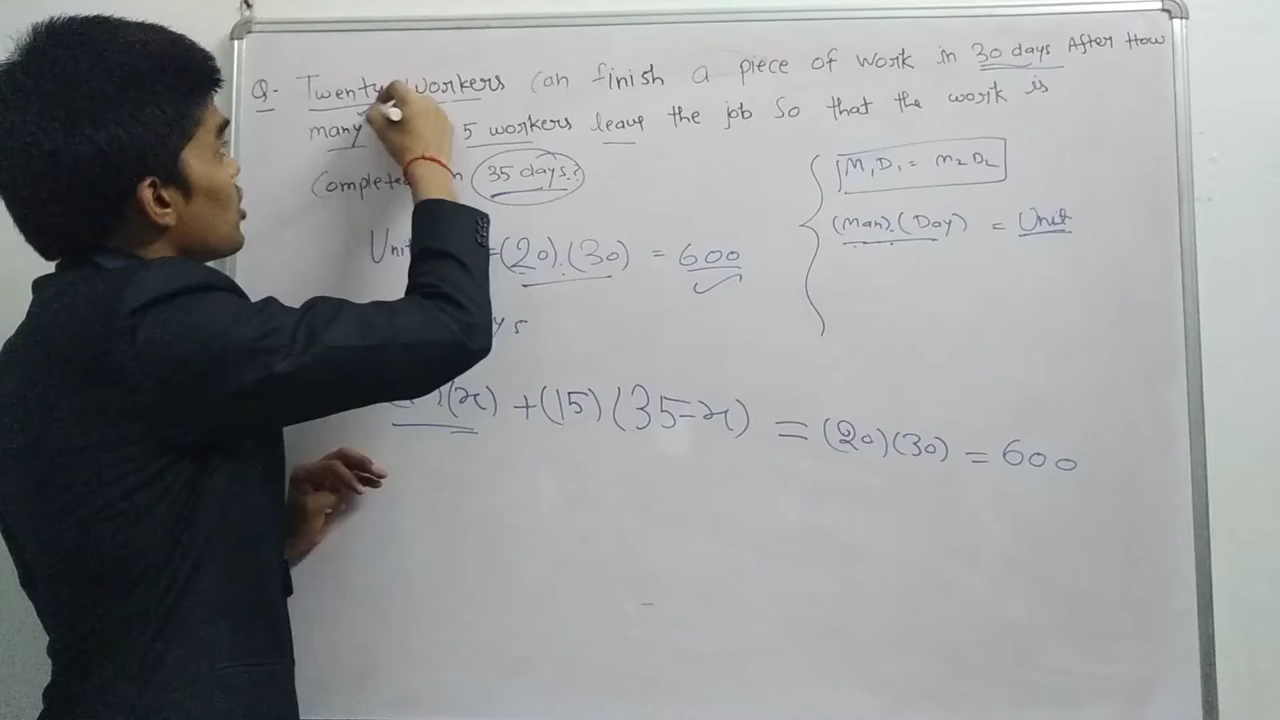 Q- Twenty workers Can finish a piece of work in 30 days After How
many 5 workers leave the job So that the work is
Completed 35 days?
M₁D₁ = M₂D₂
(Man).(Day) = Unit
Unit = (20).(30) = 600
(x) + (15) (35-x) = (20)(30) = 600